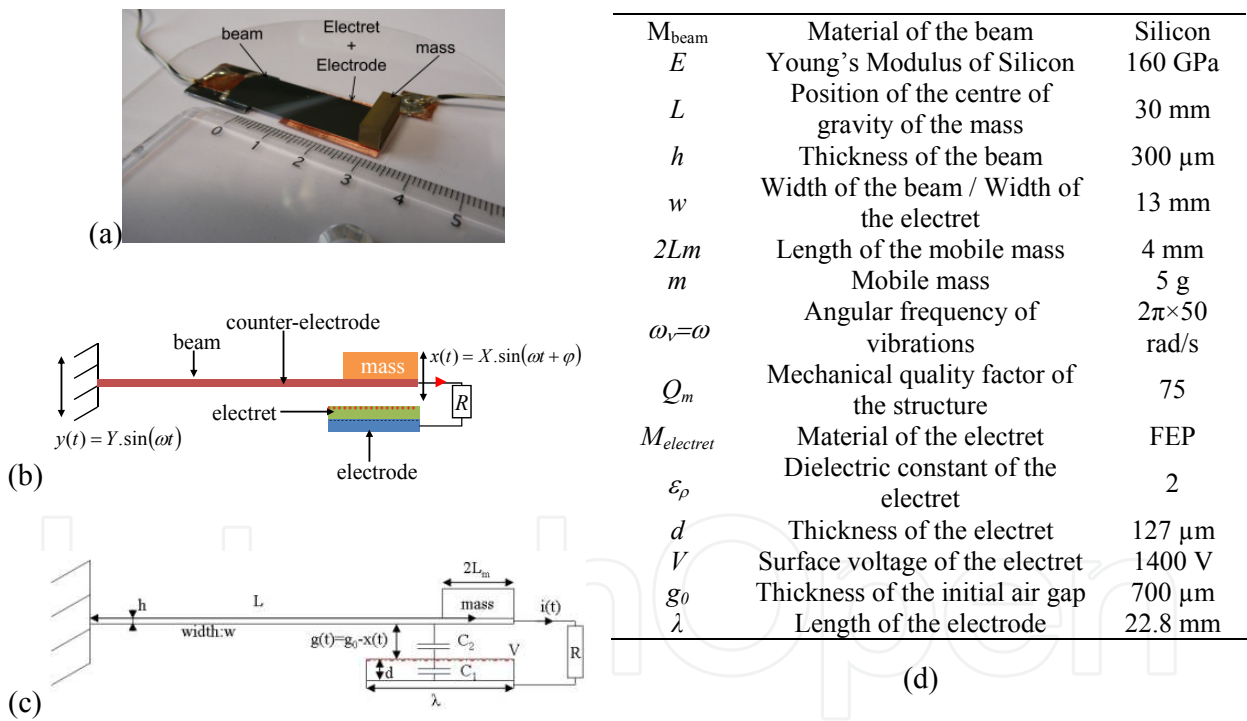 beam
Electret
+
Electrode
mass
0 1 2 3 4 5
(a)
counter-electrode
beam
mass
x(t) = X.sin(ωt + φ)
electret
R
y(t) = Y.sin(ωt)
electrode
(b)
2Lm
h
L
mass
i(t)
width:w
g(t)=g0-x(t)
C2
V
R
d
C1
λ
(c)
Mbeam Material of the beam Silicon
E Young's Modulus of Silicon 160 GPa
L Position of the centre of
gravity of the mass 30 mm
h Thickness of the beam 300 µm
w Width of the beam / Width of
the electret 13 mm
2Lm Length of the mobile mass 4 mm
m Mobile mass 5 g
ωv=ω Angular frequency of
vibrations 2π×50
rad/s
Qm Mechanical quality factor of
the structure 75
Melectret Material of the electret FEP
ερ Dielectric constant of the
electret 2
d Thickness of the electret 127 µm
V Surface voltage of the electret 1400 V
g0 Thickness of the initial air gap 700 µm
λ Length of the electrode 22.8 mm
(d)